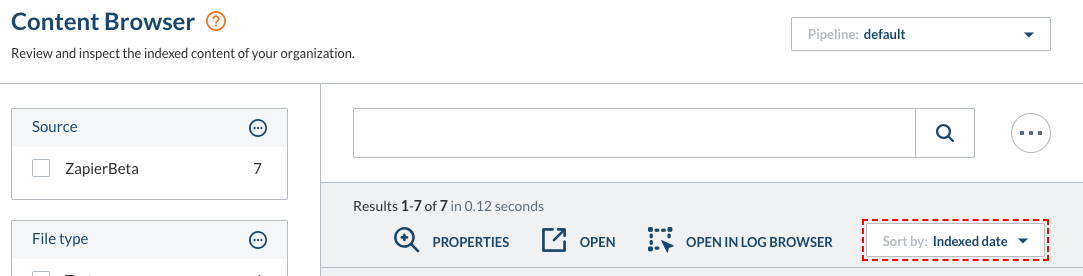 Content Browser ?
Review and inspect the indexed content of your organization.
Pipeline: default
Source
ZapierBeta 7
File type
Results 1-7 of 7 in 0.12 seconds
PROPERTIES
OPEN
OPEN IN LOG BROWSER
Sort by: Indexed date